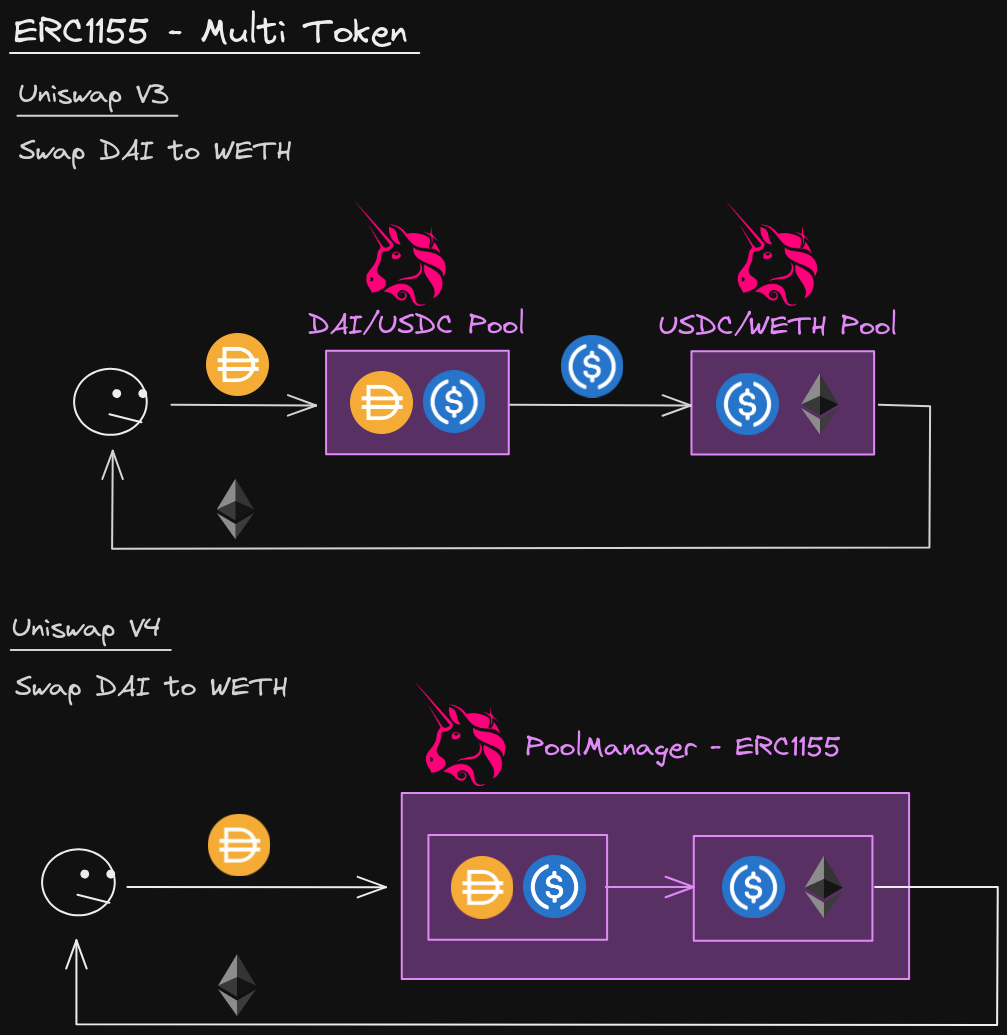 ERC1155 - Multi Token
Uniswap V3
Swap DAI to WETH
DAI/USDC Pool
USDC/WETH Pool
Uniswap V4
Swap DAI to WETH
PoolManager - ERC1155